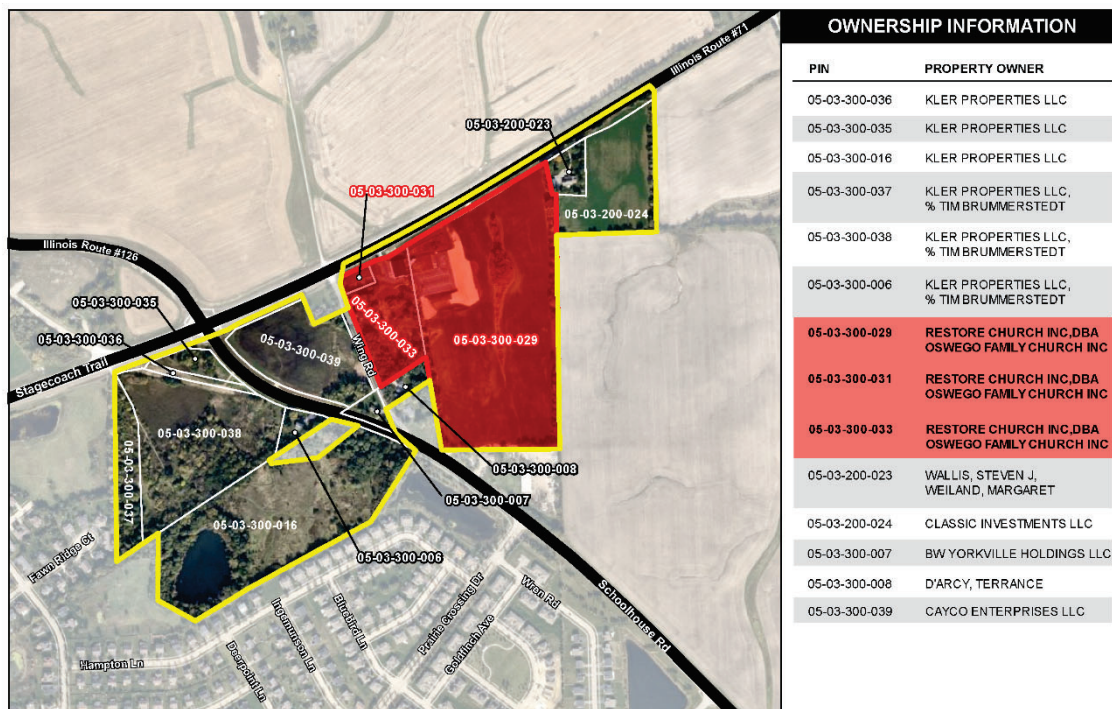 OWNERSHIP INFORMATION
PIN PROPERTY OWNER
05-03-300-036 KLER PROPERTIES LLC
05-03-300-035 KLER PROPERTIES LLC
05-03-300-016 KLER PROPERTIES LLC
05-03-300-037 KLER PROPERTIES LLC,
% TIM BRUMMERSTEDT
05-03-300-038 KLER PROPERTIES LLC,
% TIM BRUMMERSTEDT
05-03-300-006 KLER PROPERTIES LLC,
% TIM BRUMMERSTEDT
05-03-300-029 RESTORE CHURCH INC,DBA
OSWEGO FAMILY CHURCH INC
05-03-300-031 RESTORE CHURCH INC,DBA
OSWEGO FAMILY CHURCH INC
05-03-300-033 RESTORE CHURCH INC,DBA
OSWEGO FAMILY CHURCH INC
05-03-200-023 WALLIS, STEVEN J,
WEILAND, MARGARET
05-03-200-024 CLASSIC INVESTMENTS LLC
05-03-300-007 BW YORKVILLE HOLDINGS LLC
05-03-300-008 D'ARCY, TERRANCE
05-03-300-039 CAYCO ENTERPRISES LLC
Illinois Route #71
05-03-200-023
05-03-300-031
05-03-200-024
Illinois Route #126
05-03-300-035
05-03-300-036
05-03-300-033
05-03-300-029
05-03-300-039
Wing Rd
Stagecoach Trail
05-03-300-038
05-03-300-037
05-03-300-008
05-03-300-007
05-03-300-016
05-03-300-006
Fawn Ridge Ct
Schoolhouse Rd
Wren Rd
Prairie Crossing Dr
Goldfinch Ave
Bluebird Ln
Ingemunson Ln
Deerpoint Ln
Hampton Ln